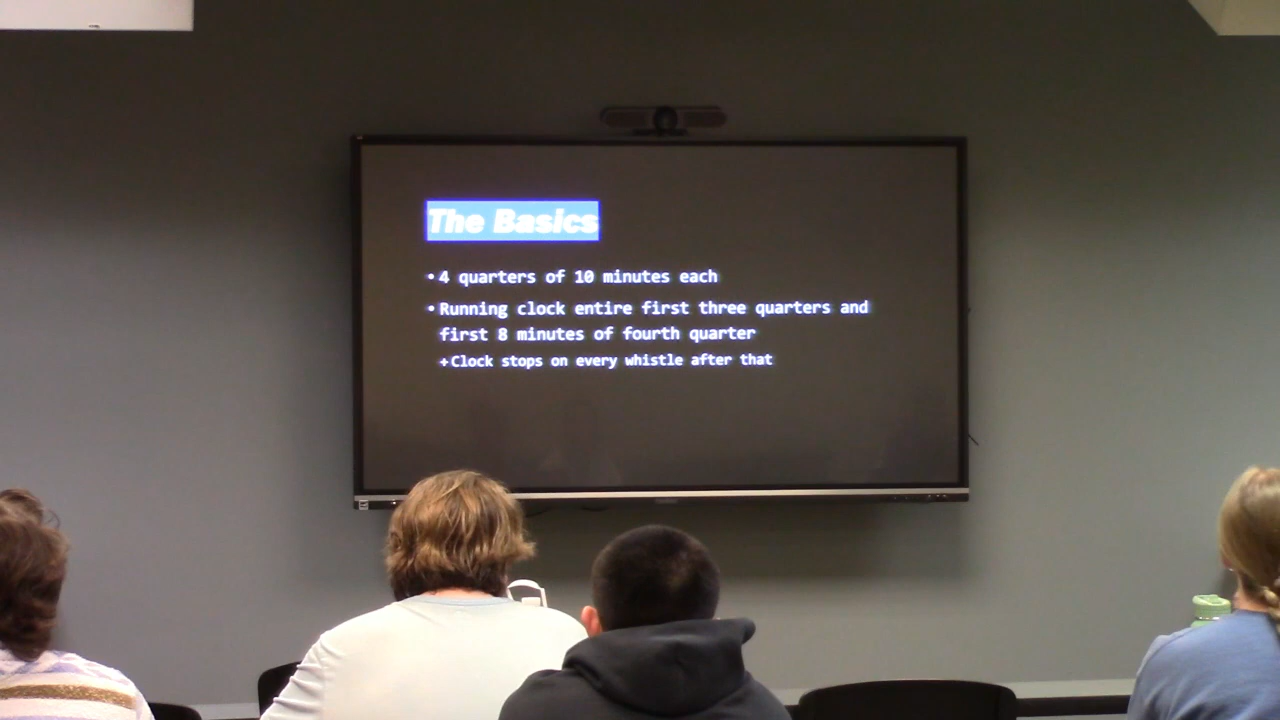 The Basics
• 4 quarters of 10 minutes each
• Running clock entire first three quarters and
first 8 minutes of fourth quarter
+Clock stops on every whistle after that